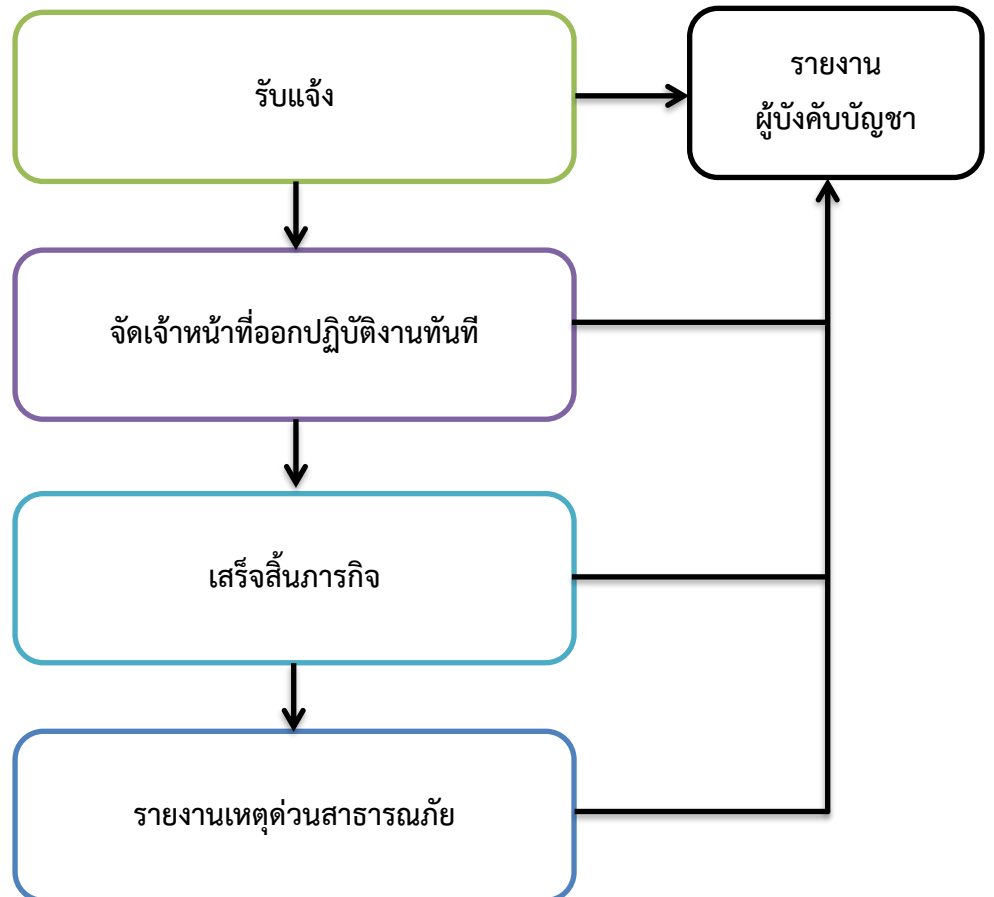 รับแจ้ง
รายงาน
ผู้บังคับบัญชา
จัดเจ้าหน้าที่ออกปฏิบัติงานทันที
เสร็จสิ้นภารกิจ
รายงานเหตุด่วนสาธารณภัย